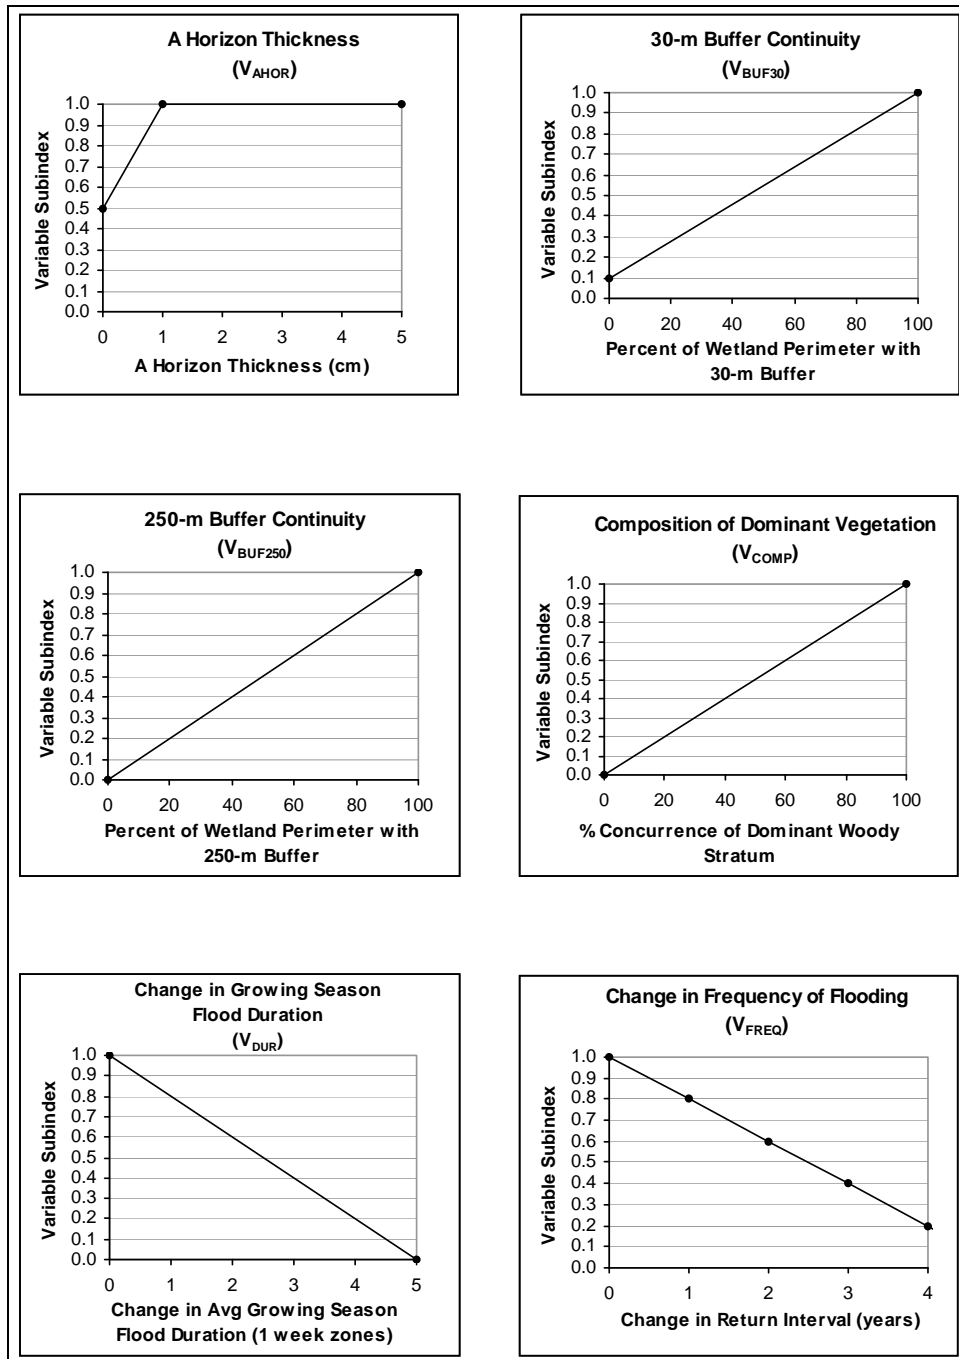 A Horizon Thickness
(VAHOR)
Variable Subindex
1.0
0.9
0.8
0.7
0.6
0.5
0.4
0.3
0.2
0.1
0.0
0 1 2 3 4 5
A Horizon Thickness (cm)
30-m Buffer Continuity
(VBUF30)
Variable Subindex
1.0
0.9
0.8
0.7
0.6
0.5
0.4
0.3
0.2
0.1
0.0
0 20 40 60 80 100
Percent of Wetland Perimeter with
30-m Buffer
250-m Buffer Continuity
(VBUF250)
Variable Subindex
1.0
0.9
0.8
0.7
0.6
0.5
0.4
0.3
0.2
0.1
0.0
0 20 40 60 80 100
Percent of Wetland Perimeter with
250-m Buffer
Composition of Dominant Vegetation
(VCOMP)
Variable Subindex
1.0
0.9
0.8
0.7
0.6
0.5
0.4
0.3
0.2
0.1
0.0
0 20 40 60 80 100
% Concurrence of Dominant Woody
Stratum
Change in Growing Season
Flood Duration
(VDUR)
Variable Subindex
1.0
0.9
0.8
0.7
0.6
0.5
0.4
0.3
0.2
0.1
0.0
0 1 2 3 4 5
Change in Avg Growing Season
Flood Duration (1 week zones)
Change in Frequency of Flooding
(VFREQ)
Variable Subindex
1.0
0.9
0.8
0.7
0.6
0.5
0.4
0.3
0.2
0.1
0.0
0 1 2 3 4
Change in Return Interval (years)